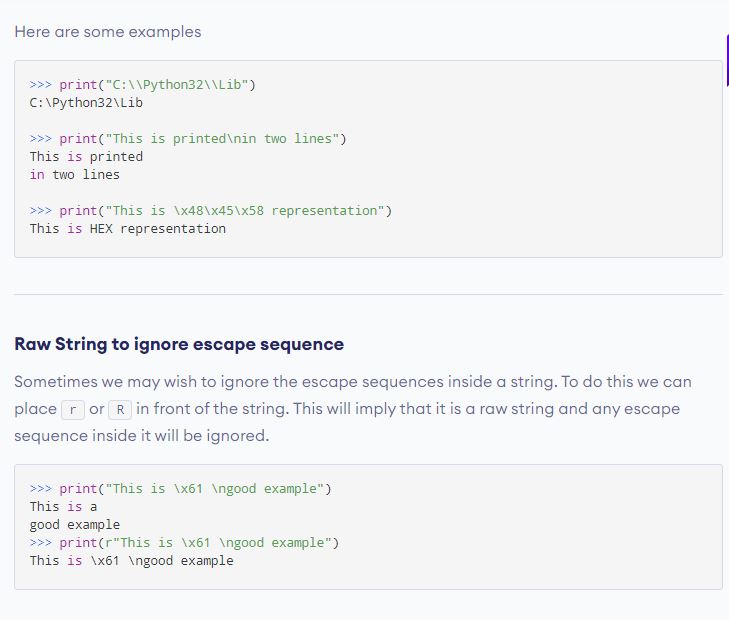 Here are some examples
>>> print("C:\\Python32\\Lib")
C:\Python32\Lib
>>> print("This is printed\nin two lines")
This is printed
in two lines
>>> print("This is \x48\x45\x58 representation")
This is HEX representation
Raw String to ignore escape sequence
Sometimes we may wish to ignore the escape sequences inside a string. To do this we can
place r or R in front of the string. This will imply that it is a raw string and any escape
sequence inside it will be ignored.
>>> print("This is \x61 \ngood example")
This is a
good example
>>> print(r"This is \x61 \ngood example")
This is \x61 \ngood example